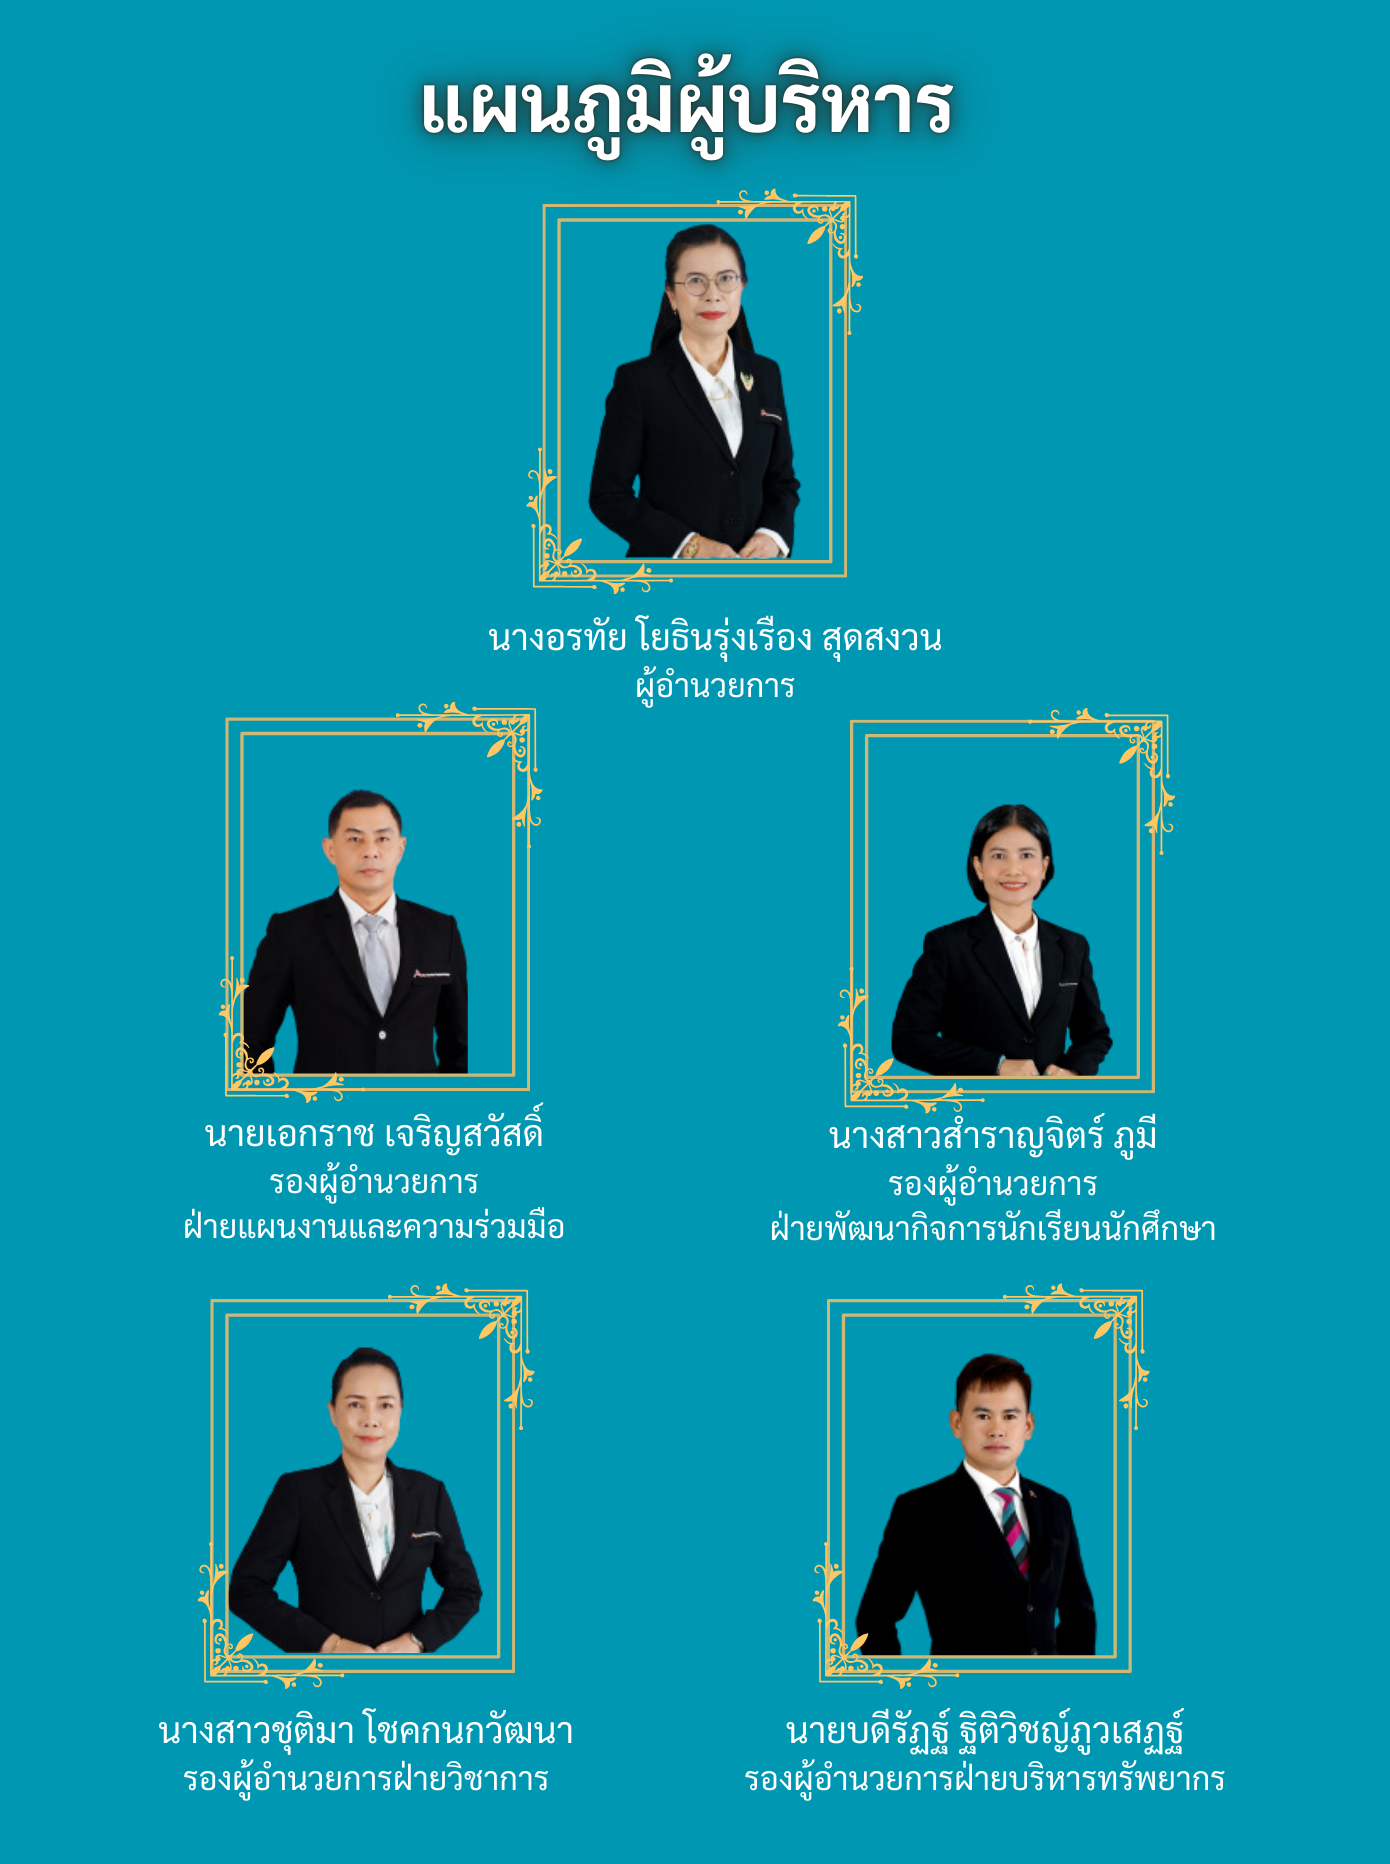 แผนภูมิผู้บริหาร
นางอรทัย โยธินรุ่งเรือง สุดสงวน
ผู้อำนวยการ
นายเอกราช เจริญสวัสดิ์
รองผู้อำนวยการ
ฝ่ายแผนงานและความร่วมมือ
นางสาวสำราญจิตร์ ภูมี
รองผู้อำนวยการ
ฝ่ายพัฒนากิจการนักเรียนนักศึกษา
นางสาวชุติมา โชคกนกวัฒนา
รองผู้อำนวยการฝ่ายวิชาการ
นายบดีรัฏฐ์ ฐิติวิชญ์ภูวเสฏฐ์
รองผู้อำนวยการฝ่ายบริหารทรัพยากร